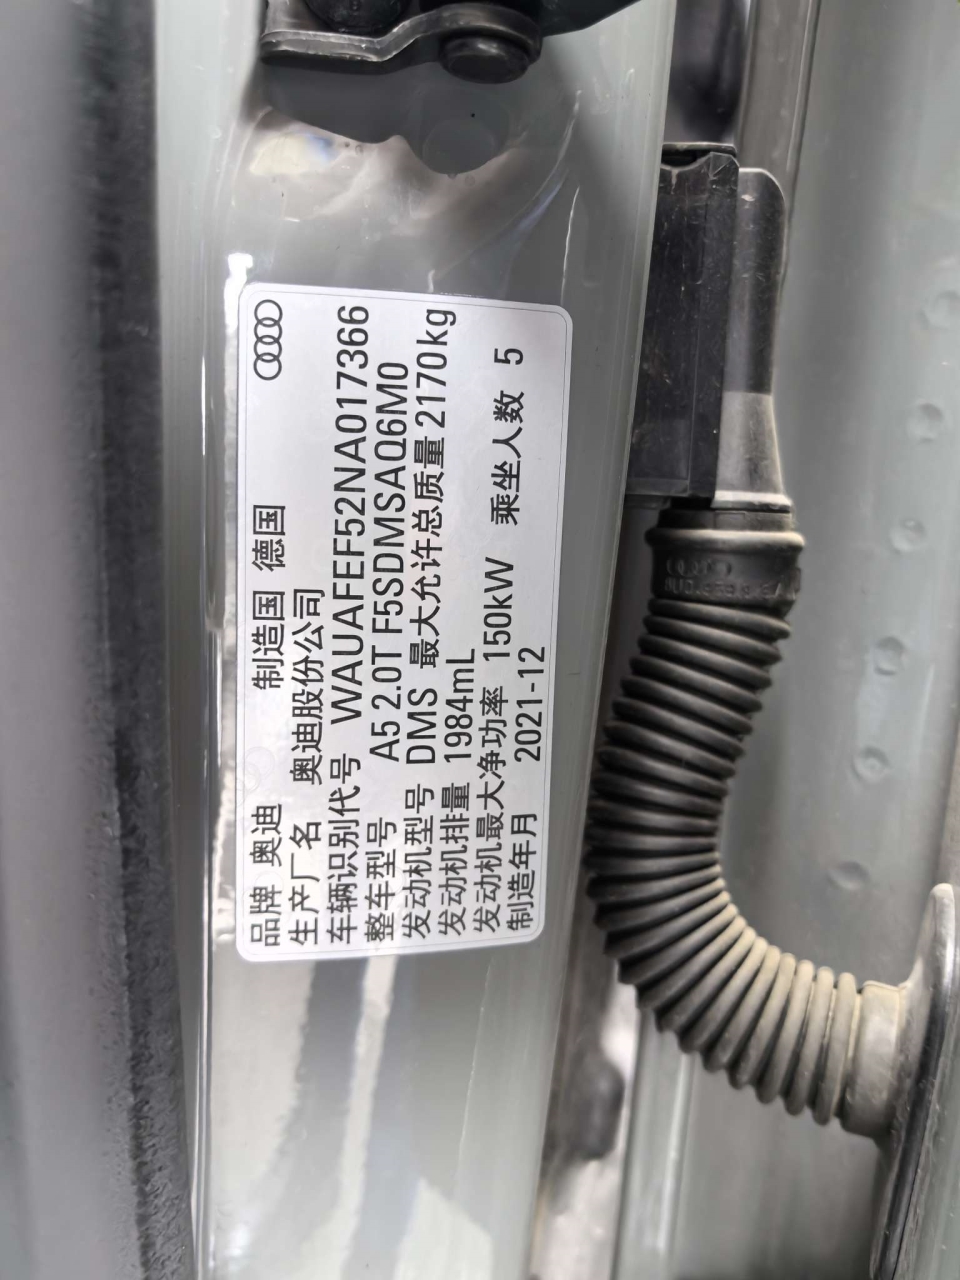 品牌 奥迪 制造国 德国
生产厂名 奥迪股份公司
车辆识别代号 WAUAFEF52NA017366
整车型号 A5 2.0T F5SDMSAQ6M0
发动机型号 DMS 最大允许总质量 2170kg
发动机排量 1984mL
发动机最大净功率 150kW 乘坐人数 5
制造年月 2021-12